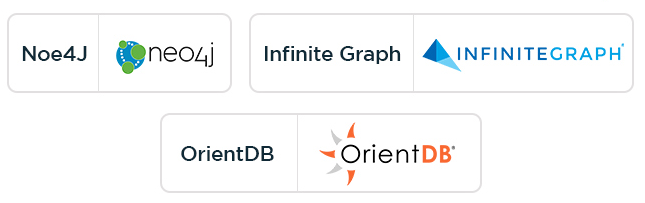 Noe4J
neo4j
Infinite Graph
INFINITEGRAPH
OrientDB
OrientDB